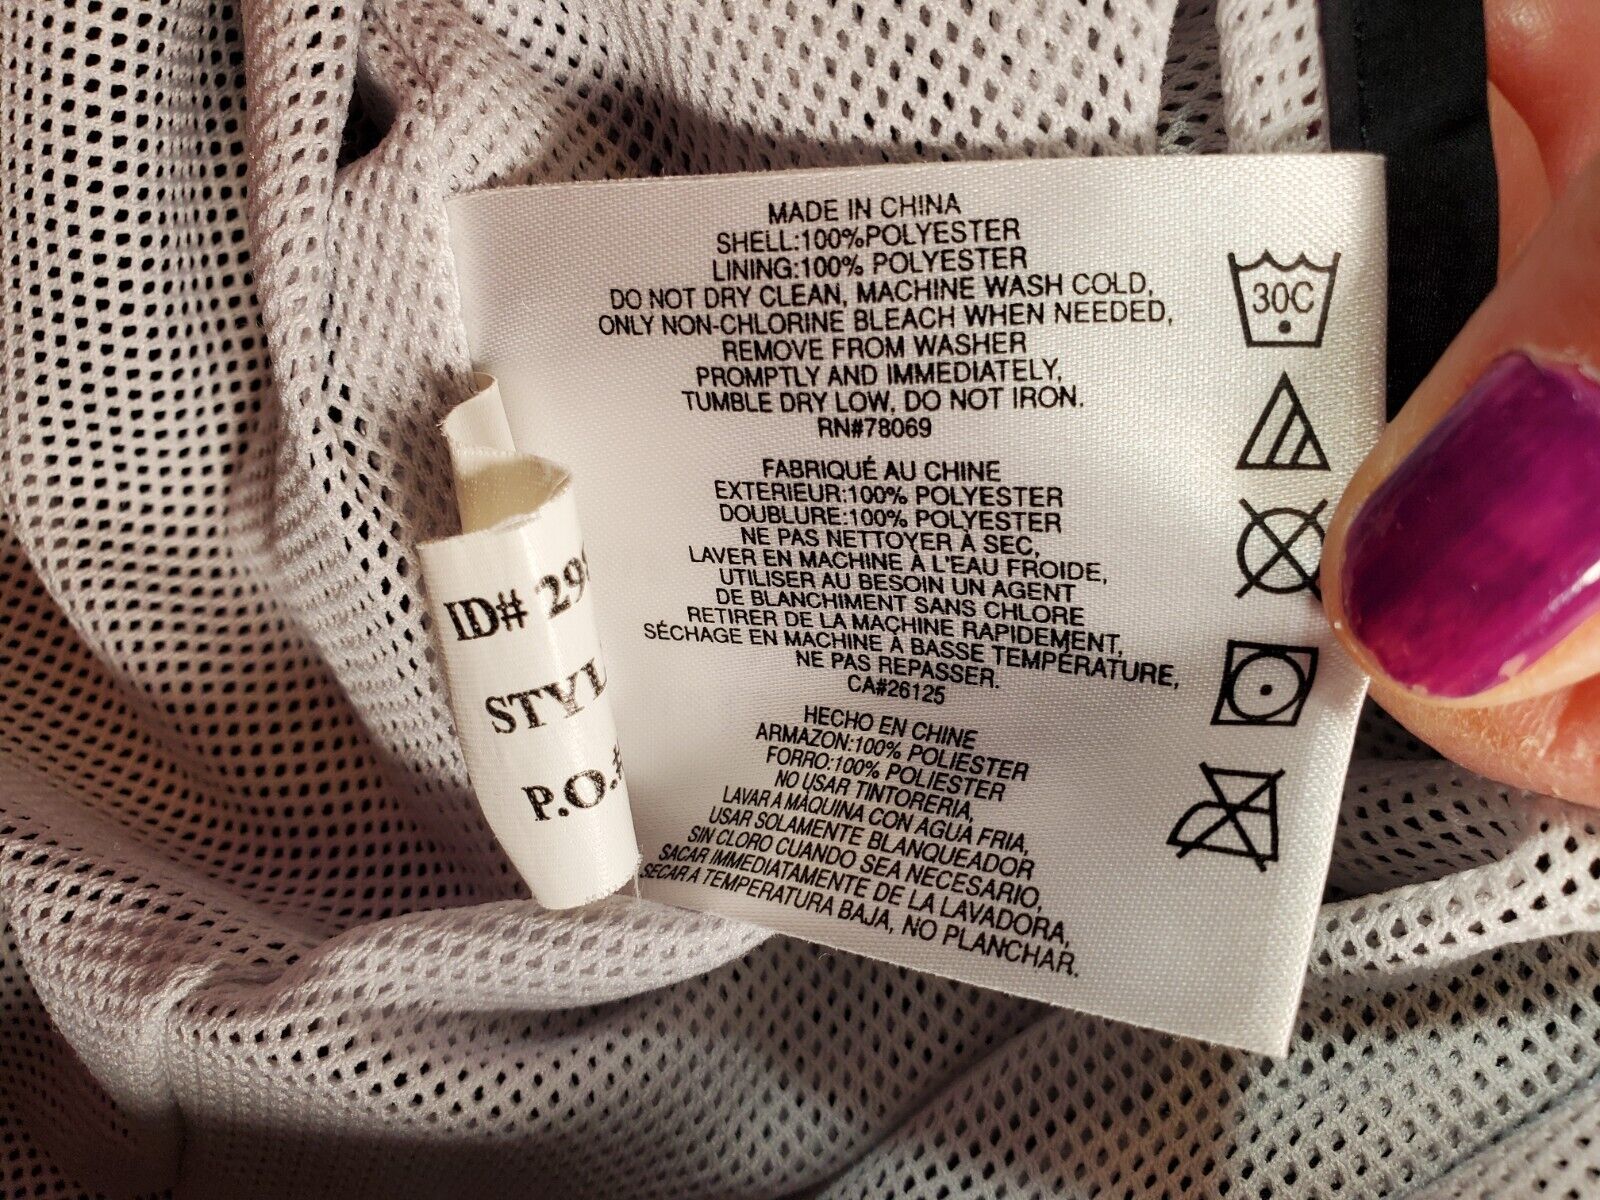 MADE IN CHINA
SHELL:100%POLYESTER
LINING:100% POLYESTER
DO NOT DRY CLEAN, MACHINE WASH COLD,
ONLY NON-CHLORINE BLEACH WHEN NEEDED,
REMOVE FROM WASHER
PROMPTLY AND IMMEDIATELY,
TUMBLE DRY LOW, DO NOT IRON.
RN#78069
FABRIQUÉ AU CHINE
EXTERIEUR:100% POLYESTER
DOUBLURE:100% POLYESTER
NE PAS NETTOYER À SEC,
LAVER EN MACHINE À L'EAU FROIDE,
UTILISER AU BESOIN UN AGENT
DE BLANCHIMENT SANS CHLORE
RETIRER DE LA MACHINE RAPIDEMENT,
SÉCHAGE EN MACHINE À BASSE TEMPÉRATURE,
NE PAS REPASSER.
CA#26125
HECHO EN CHINE
ARMAZON:100% POLIESTER
FORRO:100% POLIESTER
NO USAR TINTORERIA,
LAVAR A MÁQUINA CON AGUA FRIA,
USAR SOLAMENTE BLANQUEADOR
SIN CLORO CUANDO SEA NECESARIO,
SACAR IMMEDIATAMENTE DE LA LAVADORA,
SECAR A TEMPERATURA BAJA, NO PLANCHAR.
30C
ID# 29
STYL
P.O.#